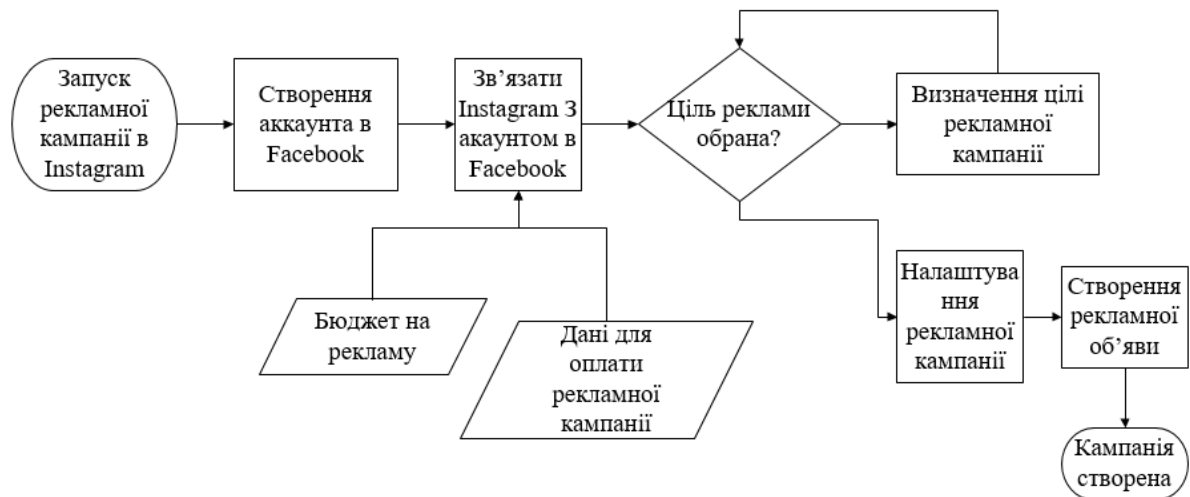 Запуск
рекламної
кампанії в
Instagram
Створення
аккаунта в
Facebook
Зв’язати
Instagram З
акаунтом в
Facebook
Ціль реклами
обрана?
Визначення цілі
рекламної
кампанії
Бюджет на
рекламу
Дані для
оплати
рекламної
кампанії
Налаштува
ння
рекламної
кампанії
Створення
рекламної
об’яви
Кампанія
створена